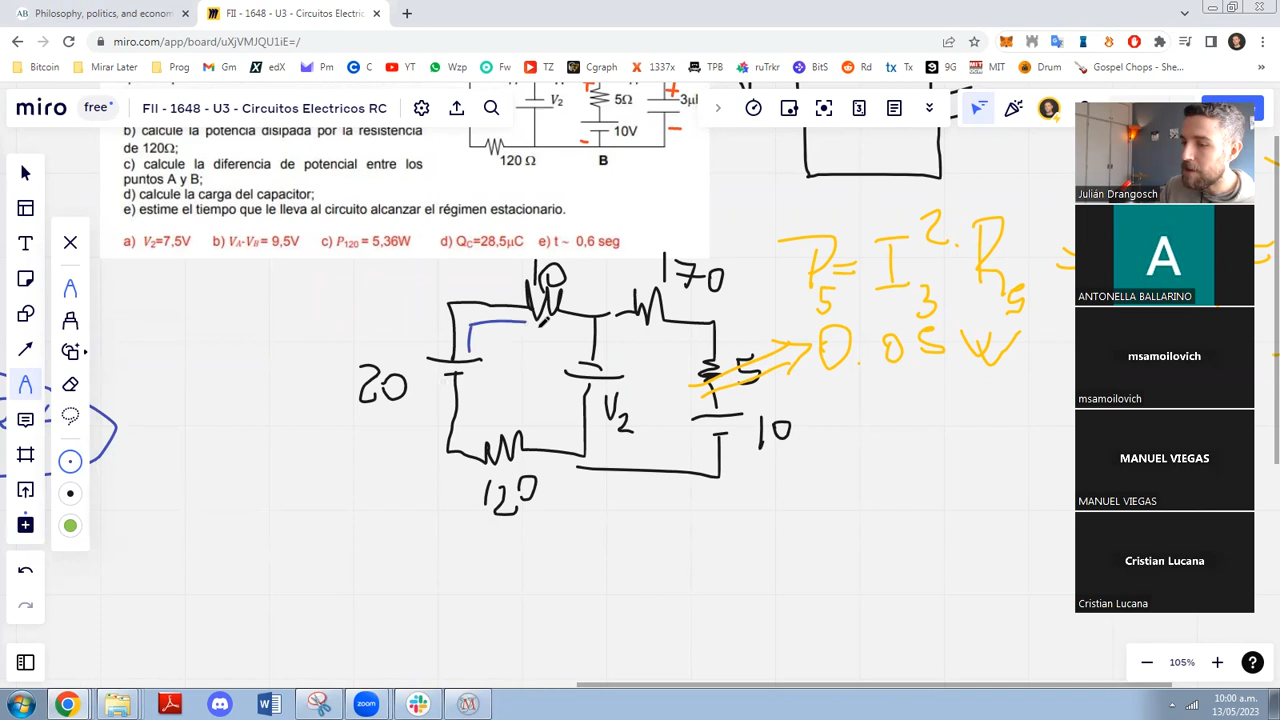 Philosophy, politics, and econom
FII - 1648 - U3 - Circuitos Electric
miro.com/app/board/uXjVMJQU1iE=/
Bitcoin
Mirar Later
Prog
Gm
edX
Pm
C
YT
Wzp
Fw
TZ
Cgraph
1337x
ruTrkr
BitS
Rd
Tx
9G
MIT
Drum
Gospel Chops - She...
miro
free
FII - 1648 - U3 - Circuitos Electricos RC
V₂
5Ω
3μ
10V
120 Ω
B
b) calcule la potencia disipada por la resistencia
de 120Ω;
c) calcule la diferencia de potencial entre los
puntos A y B;
d) calcule la carga del capacitor;
e) estime el tiempo que le lleva al circuito alcanzar el régimen estacionario.
a) V₂=7,5V b) V_A-V_B= 9,5V c) P₁₂₀ = 5,36W d) Q_C=28,5μC e) t ~ 0,6 seg
10
170
20
V₂
5
10
120
P₅ = I₃². R₅
0.05 W
Julián Drangosch
A
ANTONELLA BALLARINO
msamoilovich
msamoilovich
MANUEL VIEGAS
MANUEL VIEGAS
Cristian Lucana
Cristian Lucana
105%
10:00 a.m.
13/05/2023